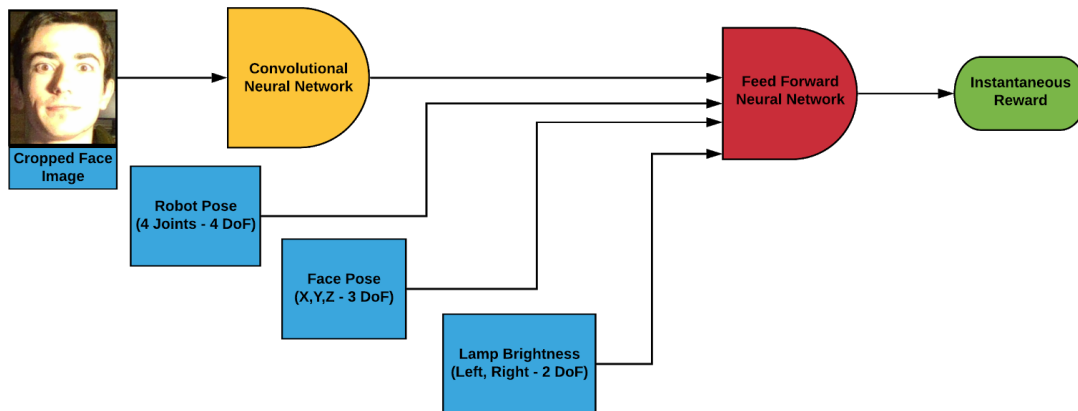 Convolutional
Neural Network
Feed Forward
Neural Network
Instantaneous
Reward
Cropped Face
Image
Robot Pose
(4 Joints - 4 DoF)
Face Pose
(X,Y,Z - 3 DoF)
Lamp Brightness
(Left, Right - 2 DoF)